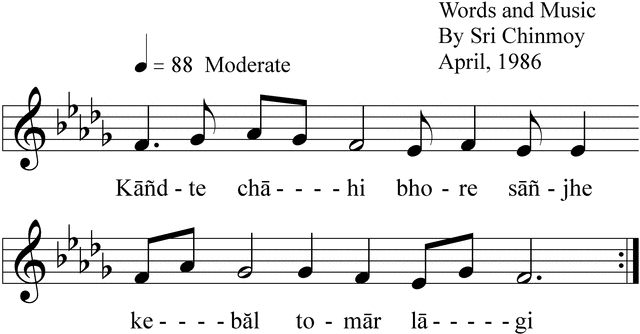 Words and Music
By Sri Chinmoy
April, 1986
= 88 Moderate
Kāñd - te chā - - - - hi bho - re sāñ - jhe
ke - - - - băl to - mār lā - - - - - gi